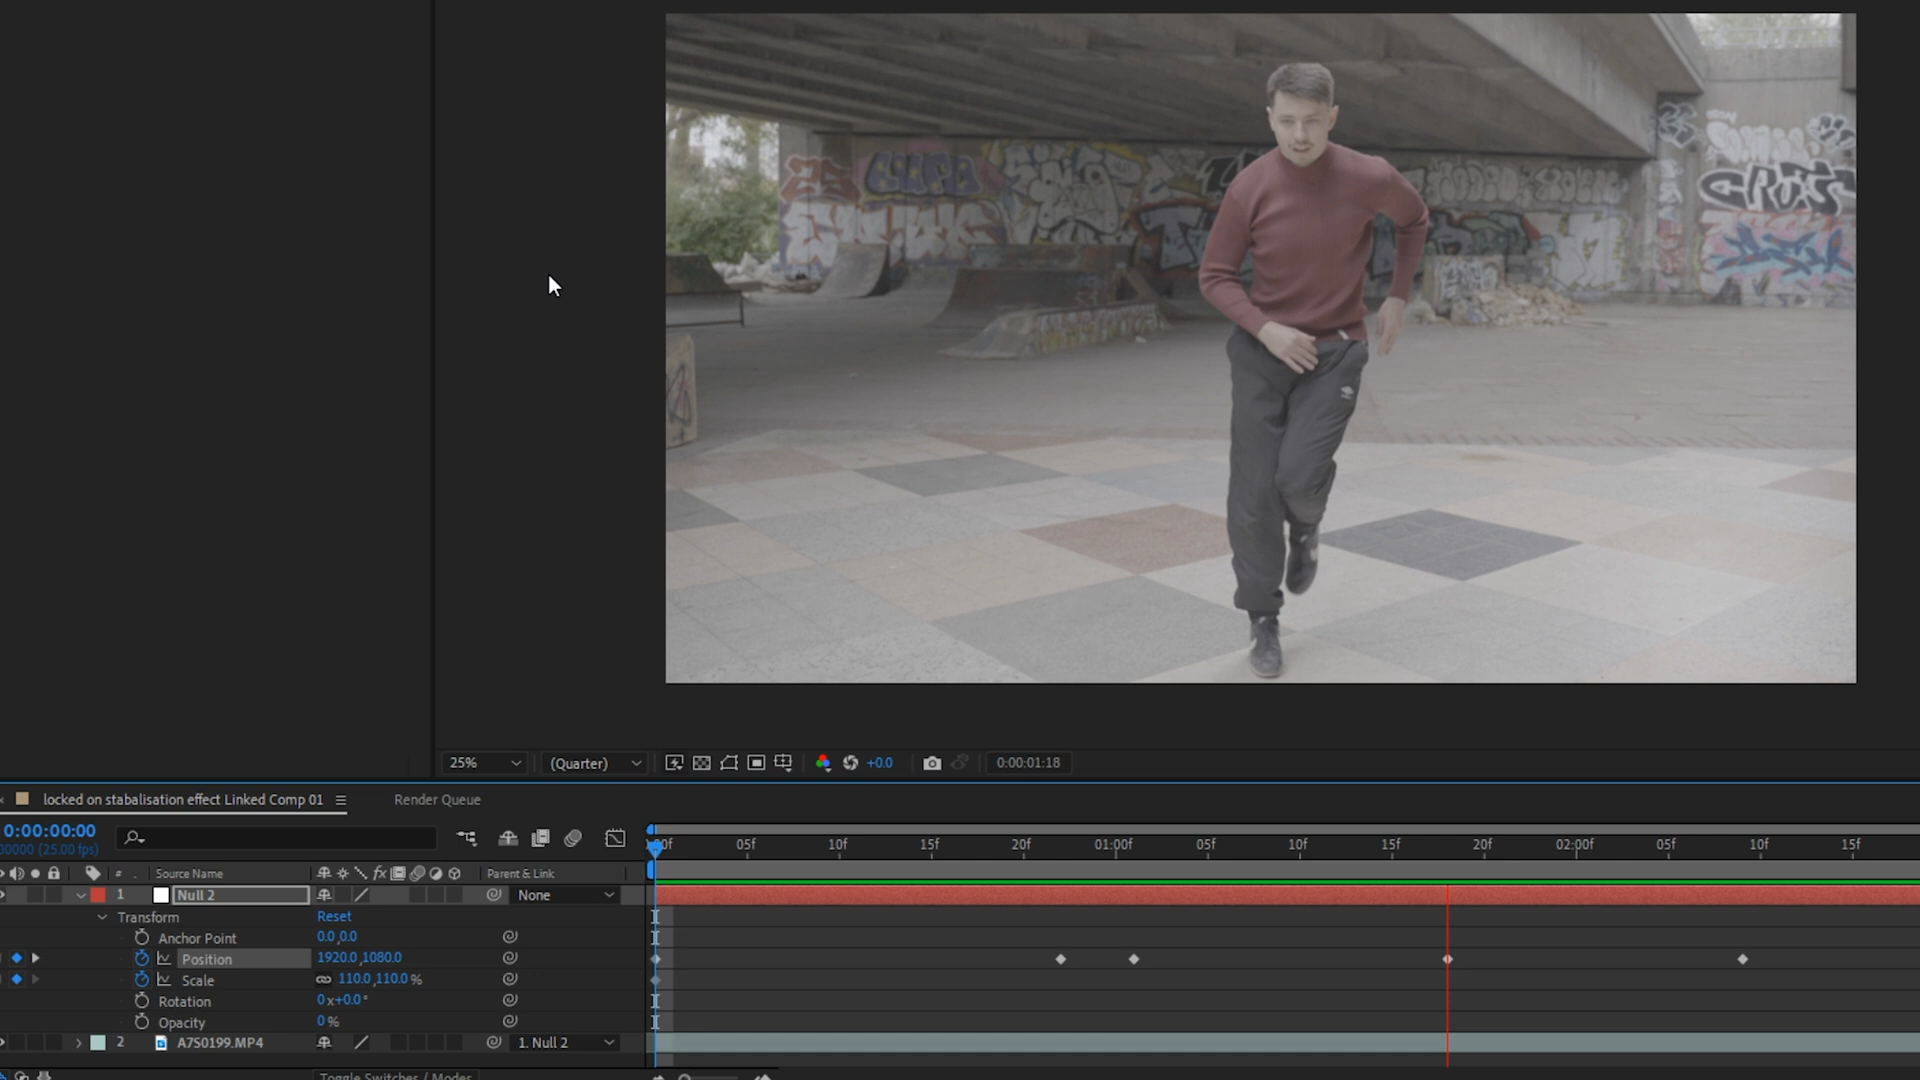 CRUTS
25%
(Quarter)
+0.0
0:00:01:18
locked on stabalisation effect Linked Comp 01
Render Queue
0:00:00:00
00000 (25.00 fps)
05f 10f 15f 20f 01:00f 05f 10f 15f 20f 02:00f 05f 10f 15f
# Source Name fx Parent & Link
1 Null 2 None
Transform Reset
Anchor Point 0.0,0.0
Position 1920.0,1080.0
Scale 110.0,110.0 %
Rotation 0x+0.0°
Opacity 0 %
2 A7S0199.MP4 1. Null 2
Toggle Switches / Modes